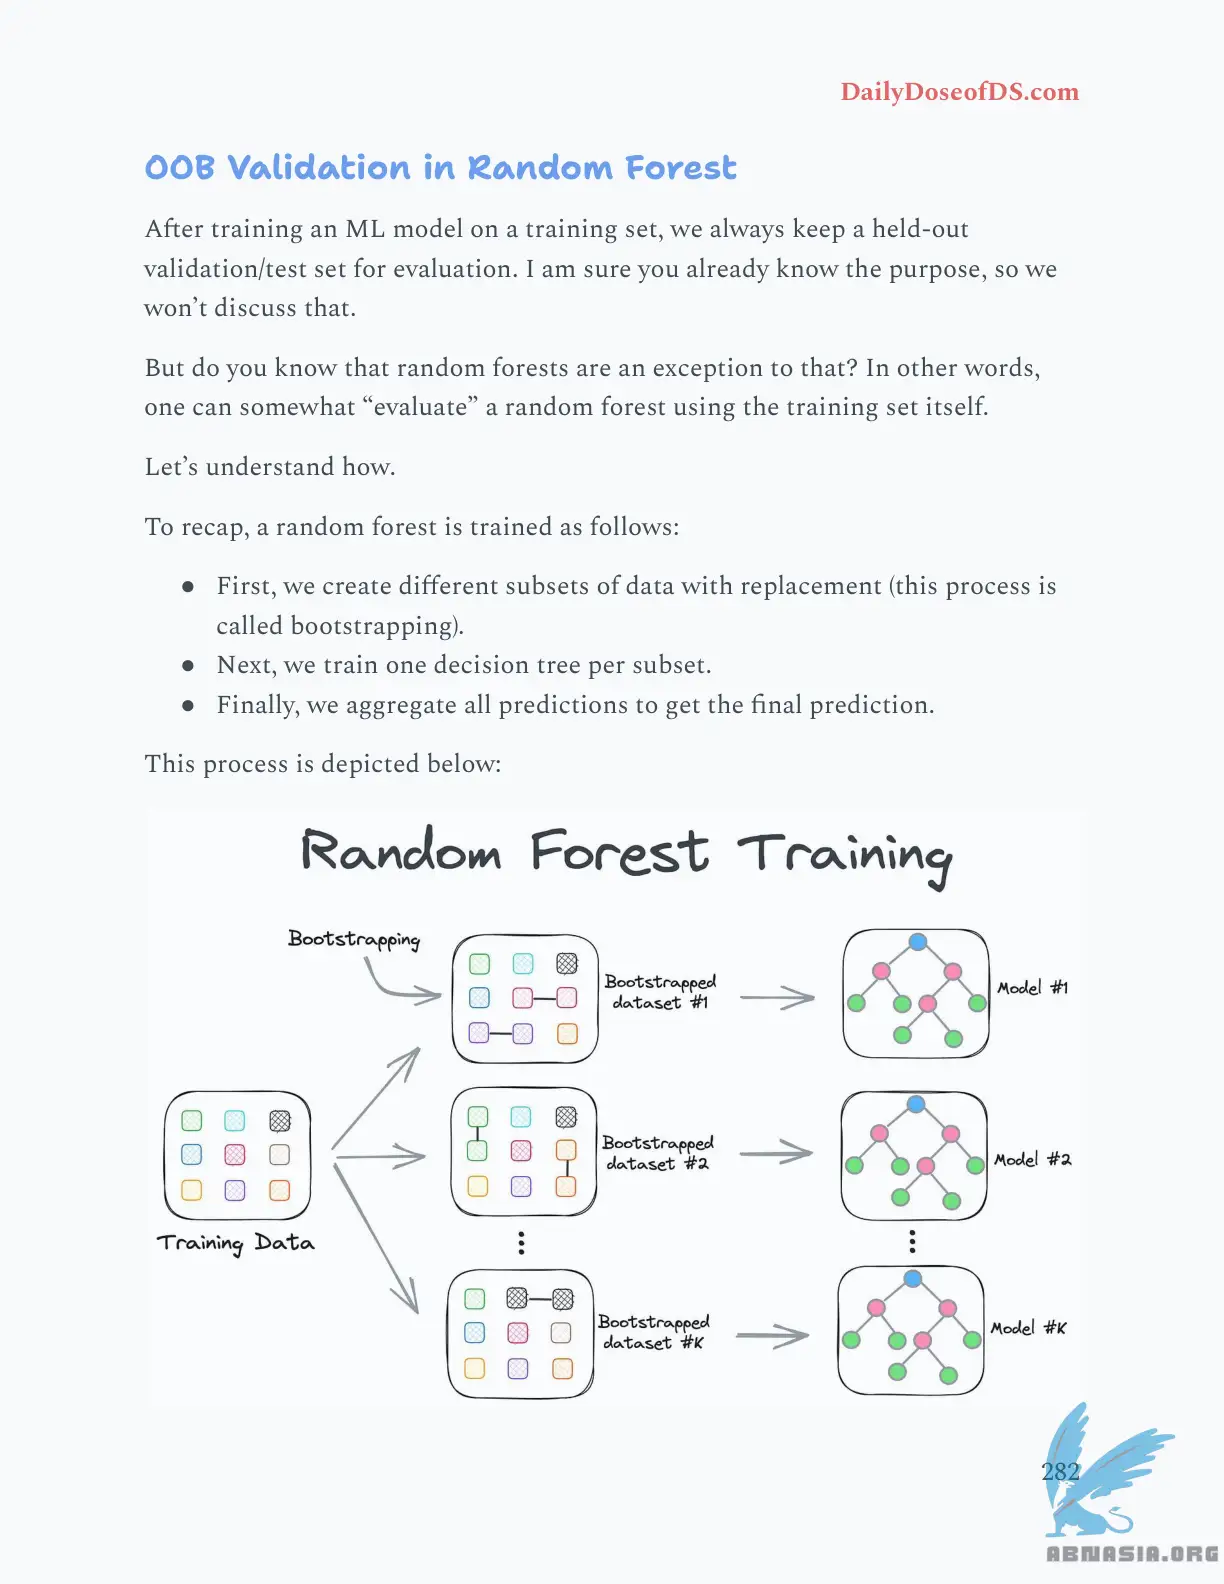 DailyDoseofDS.com
OOB Validation in Random Forest
After training an ML model on a training set, we always keep a held-out
validation/test set for evaluation. I am sure you already know the purpose, so we
won’t discuss that.
But do you know that random forests are an exception to that? In other words,
one can somewhat “evaluate” a random forest using the training set itself.
Let’s understand how.
To recap, a random forest is trained as follows:
● First, we create different subsets of data with replacement (this process is
called bootstrapping).
● Next, we train one decision tree per subset.
● Finally, we aggregate all predictions to get the final prediction.
This process is depicted below:
Random Forest Training
Bootstrapping
Bootstrapped
dataset #1
Model #1
Training Data
Bootstrapped
dataset #2
Model #2
Bootstrapped
dataset #K
Model #K
282
ABNASIA.ORG